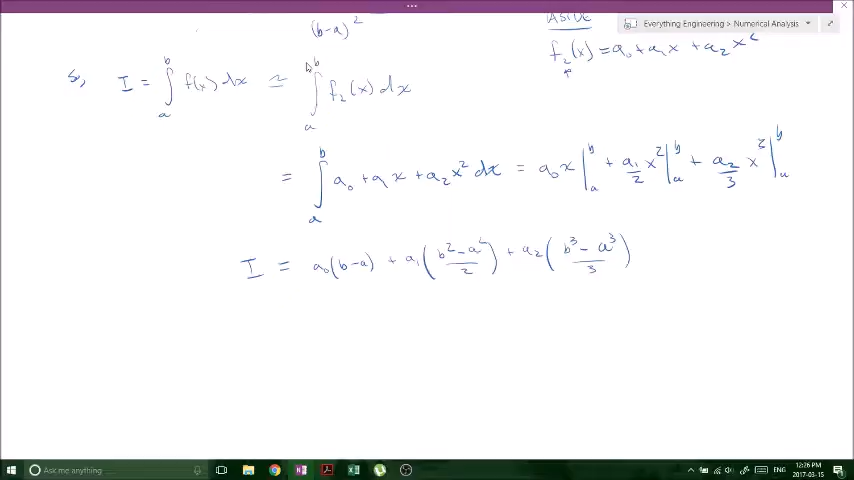 ASIDE
Everything Engineering » Numerical Analysis
(b-a)²
f₂(x) = a₀ + a₁x + a₂x²
So, I = ∫ₐᵇ f(x) dx ≃ ∫ₐᵇ f₂(x) dx
= ∫ₐᵇ a₀ + a₁x + a₂x² dx = a₀x |ₐᵇ + a₁/2 x² |ₐᵇ + a₂/3 x³ |ₐᵇ
I = a₀(b-a) + a₁((b²-a²)/2) + a₂((b³-a³)/3)
Ask me anything
ENG
12:26 PM
2017-03-15